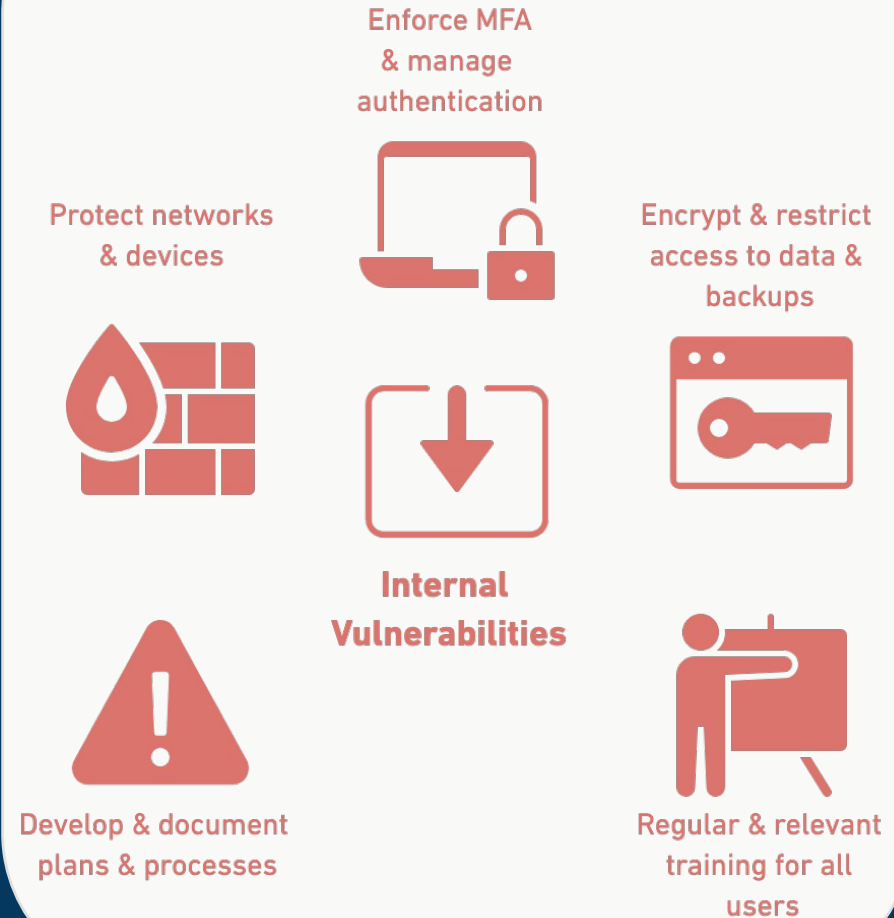 Enforce MFA
& manage
authentication
Protect networks
& devices
Encrypt & restrict
access to data &
backups
Internal
Vulnerabilities
Develop & document
plans & processes
Regular & relevant
training for all
users